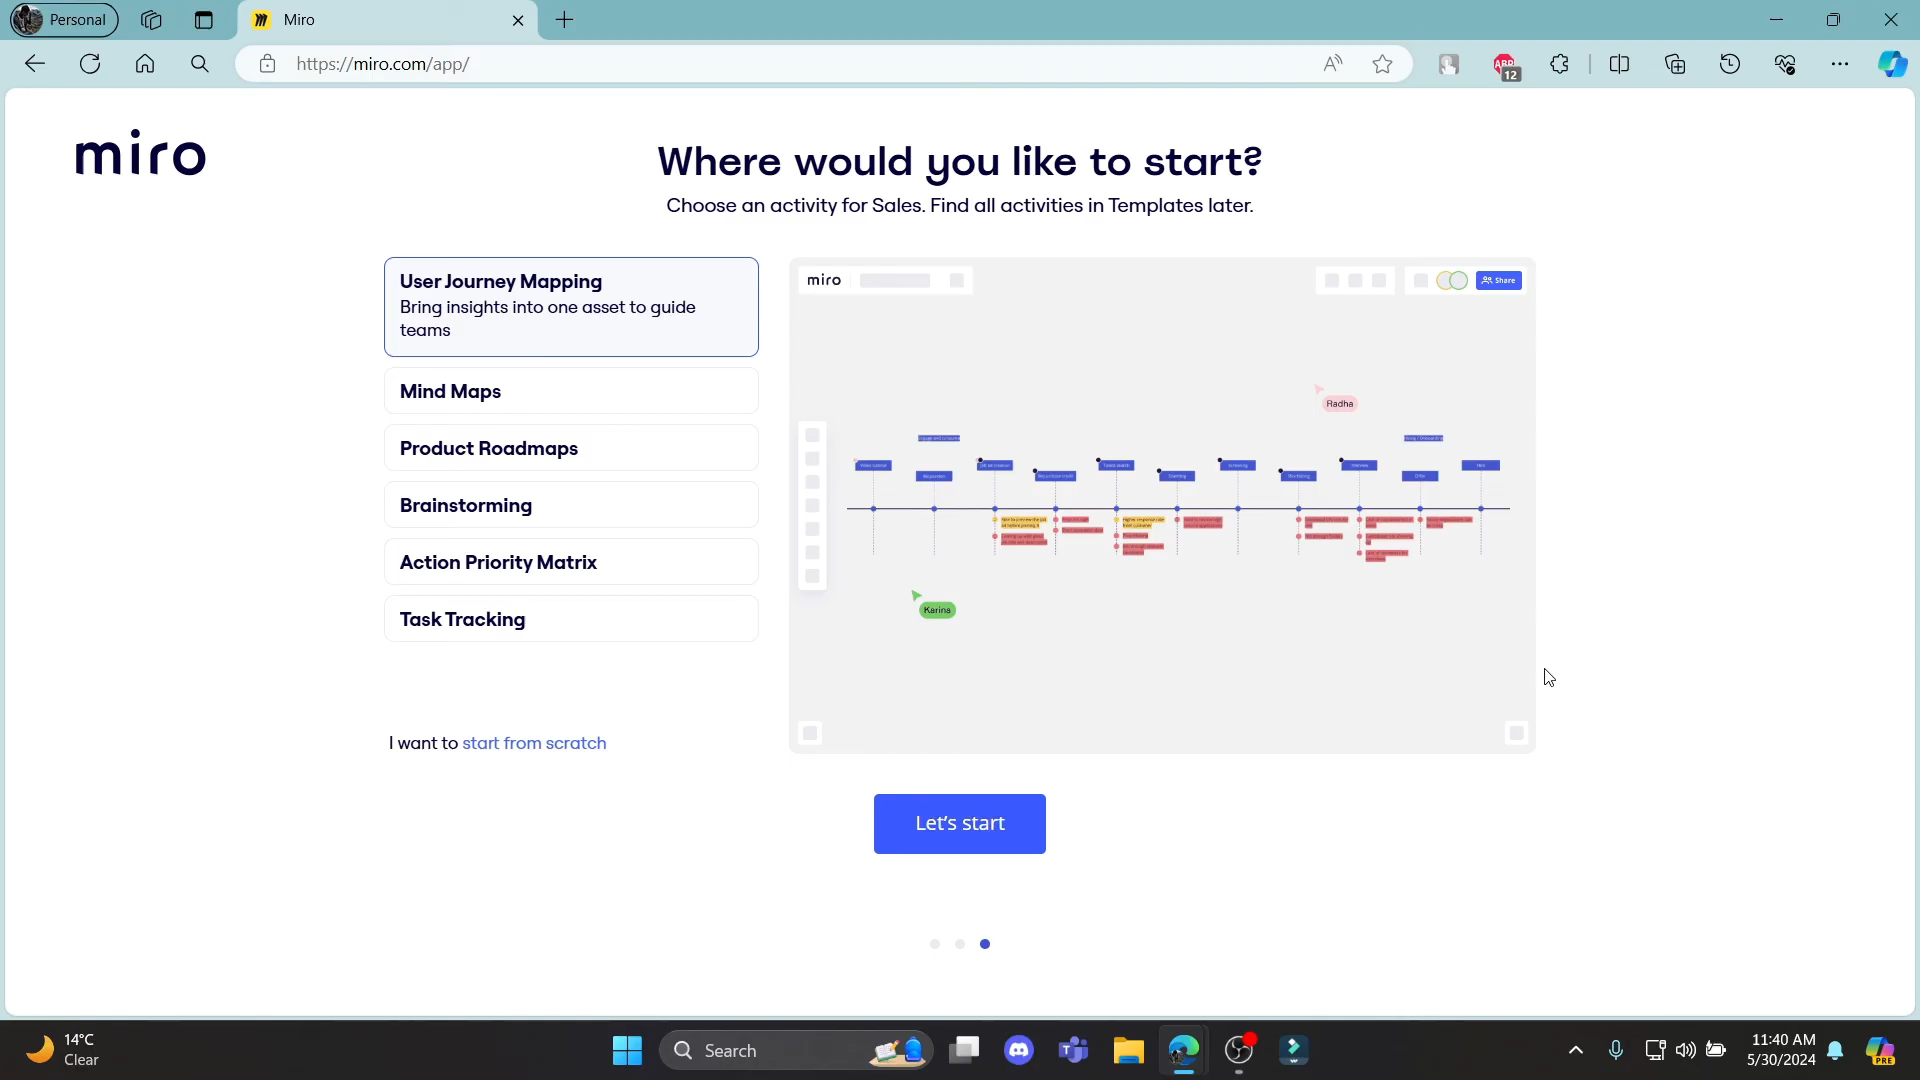 Personal
Miro
https://miro.com/app/
ABP
12
miro
Where would you like to start?
Choose an activity for Sales. Find all activities in Templates later.
User Journey Mapping
Bring insights into one asset to guide
teams
Mind Maps
Product Roadmaps
Brainstorming
Action Priority Matrix
Task Tracking
I want to start from scratch
miro
Share
Radha
Karina
Let's start
14°C
Clear
Search
11:40 AM
5/30/2024
PRE